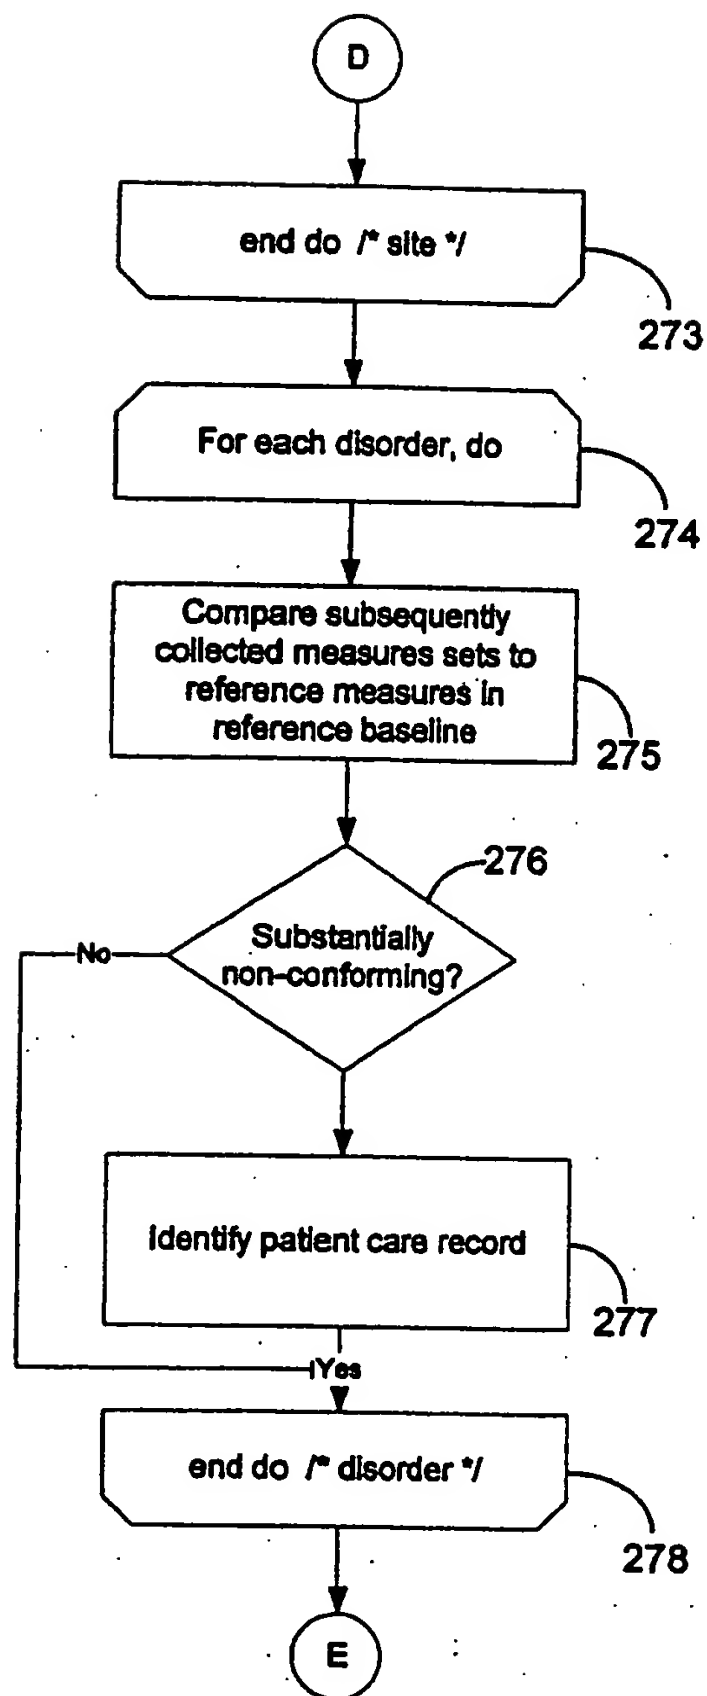 D
end do /* site */
273
For each disorder, do
274
Compare subsequently
collected measures sets to
reference measures in
reference baseline
275
276
Substantially
non-conforming?
No
Identify patient care record
277
Yes
end do /* disorder */
278
E